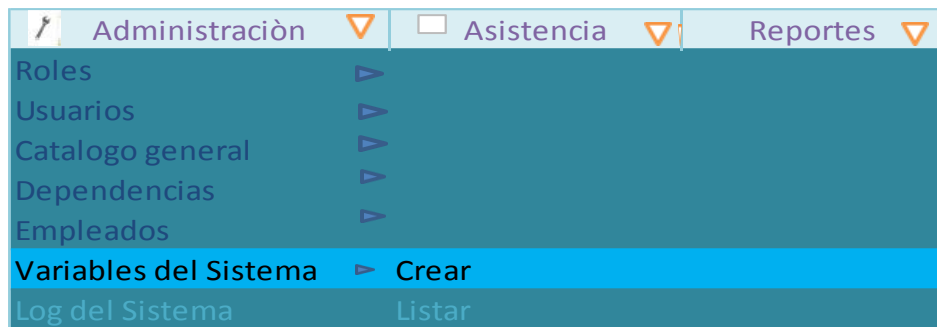 Administraciòn Asistencia Reportes
Roles
Usuarios
Catalogo general
Dependencias
Empleados
Variables del Sistema Crear
Log del Sistema Listar